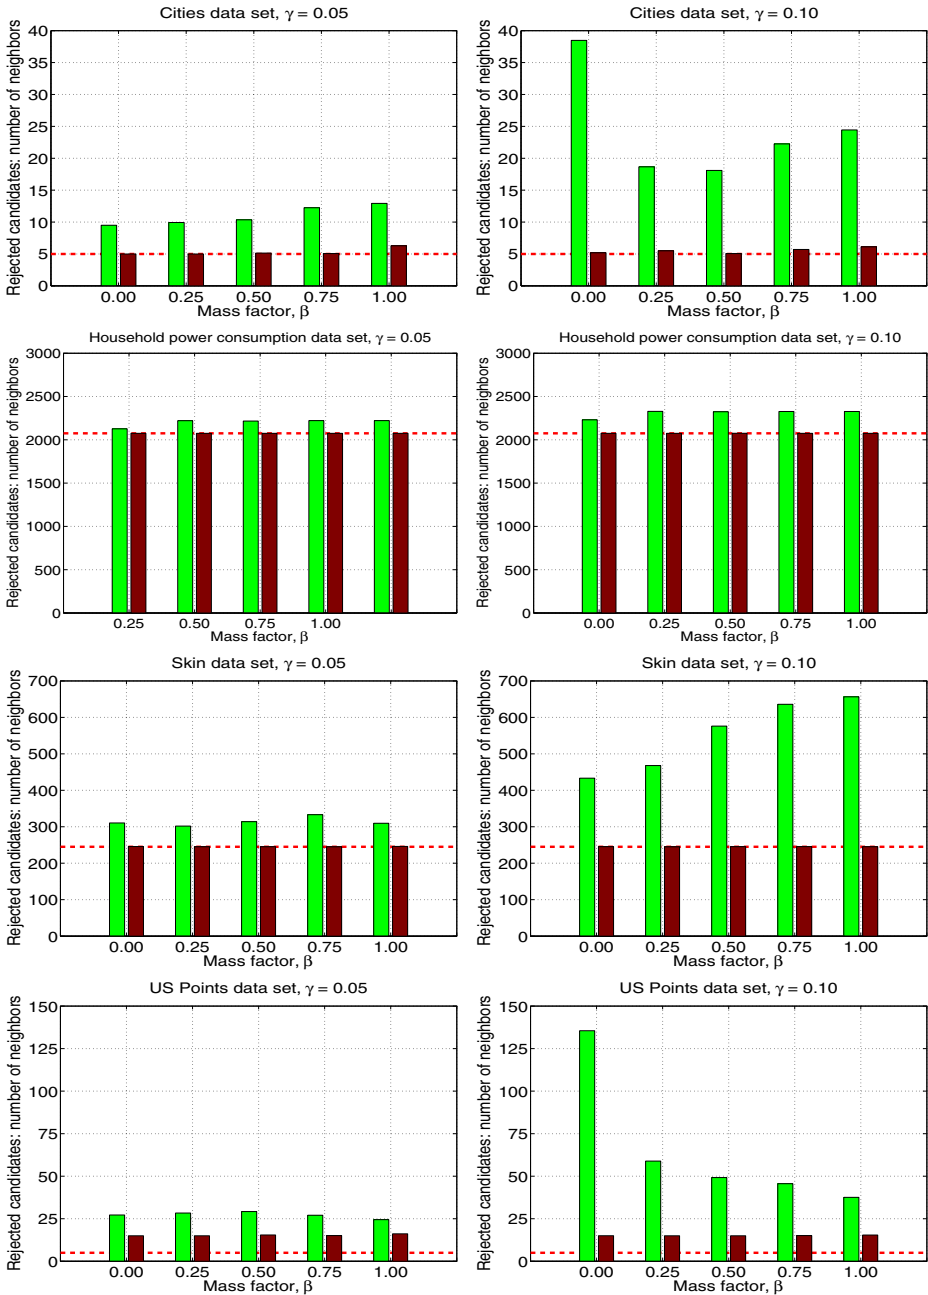 Cities data set, γ = 0.05
Rejected candidates: number of neighbors
40
35
30
25
20
15
10
5
0
0.00 0.25 0.50 0.75 1.00
Mass factor, β
Cities data set, γ = 0.10
Rejected candidates: number of neighbors
40
35
30
25
20
15
10
5
0
0.00 0.25 0.50 0.75 1.00
Mass factor, β
Household power consumption data set, γ = 0.05
Rejected candidates: number of neighbors
3000
2500
2000
1500
1000
500
0
0.25 0.50 0.75 1.00
Mass factor, β
Household power consumption data set, γ = 0.10
Rejected candidates: number of neighbors
3000
2500
2000
1500
1000
500
0
0.00 0.25 0.50 0.75 1.00
Mass factor, β
Skin data set, γ = 0.05
Rejected candidates: number of neighbors
700
600
500
400
300
200
100
0
0.00 0.25 0.50 0.75 1.00
Mass factor, β
Skin data set, γ = 0.10
Rejected candidates: number of neighbors
700
600
500
400
300
200
100
0
0.00 0.25 0.50 0.75 1.00
Mass factor, β
US Points data set, γ = 0.05
Rejected candidates: number of neighbors
150
125
100
75
50
25
0
0.00 0.25 0.50 0.75 1.00
Mass factor, β
US Points data set, γ = 0.10
Rejected candidates: number of neighbors
150
125
100
75
50
25
0
0.00 0.25 0.50 0.75 1.00
Mass factor, β